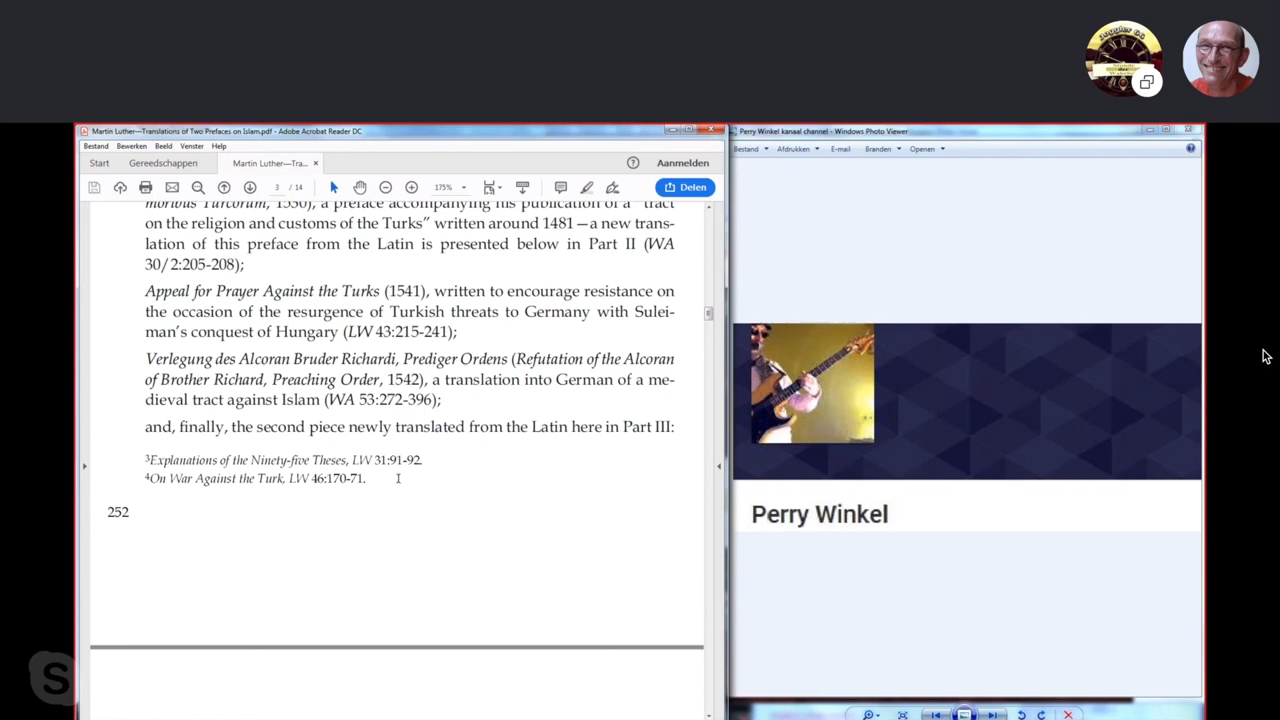 Joggler 66
Stunde
der
Wahrheit
Martin Luther—Translations of Two Prefaces on Islam.pdf - Adobe Acrobat Reader DC
Bestand Bewerken Beeld Venster Help
Start Gereedschappen Martin Luther—Tra... × Aanmelden
3 / 14 175% Delen
moribus Turcorum, 1530), a preface accompanying his publication of a "tract
on the religion and customs of the Turks" written around 1481—a new trans-
lation of this preface from the Latin is presented below in Part II (WA
30/2:205-208);
Appeal for Prayer Against the Turks (1541), written to encourage resistance on
the occasion of the resurgence of Turkish threats to Germany with Sulei-
man's conquest of Hungary (LW 43:215-241);
Verlegung des Alcoran Bruder Richardi, Prediger Ordens (Refutation of the Alcoran
of Brother Richard, Preaching Order, 1542), a translation into German of a me-
dieval tract against Islam (WA 53:272-396);
and, finally, the second piece newly translated from the Latin here in Part III:
3Explanations of the Ninety-five Theses, LW 31:91-92.
4On War Against the Turk, LW 46:170-71.
252
Perry Winkel kanaal channel - Windows Photo Viewer
Bestand Afdrukken E-mail Branden Openen
Perry Winkel
S